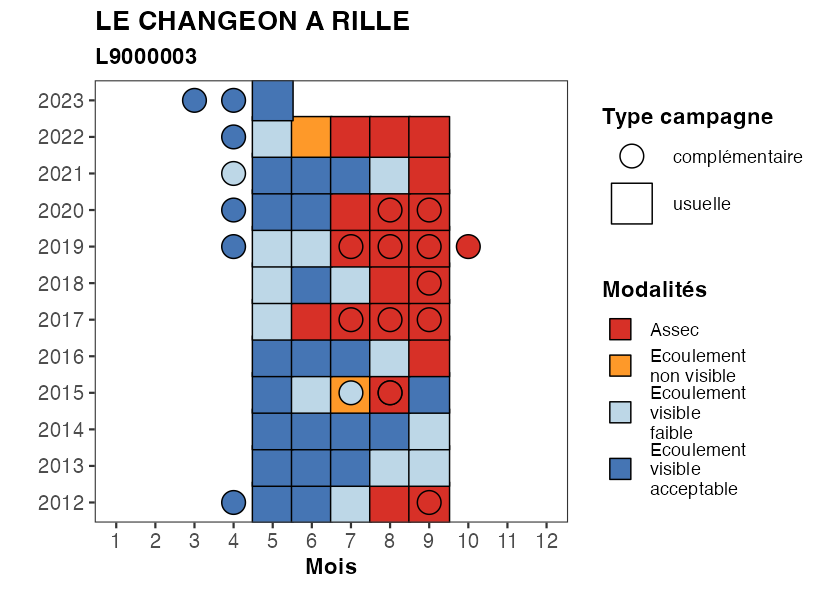 LE CHANGEON A RILLE
L9000003
2023
2022
2021
2020
2019
2018
2017
2016
2015
2014
2013
2012
1 2 3 4 5 6 7 8 9 10 11 12
Mois
Type campagne
complémentaire
usuelle
Modalités
Assec
Ecoulement
non visible
Ecoulement
visible
faible
Ecoulement
visible
acceptable